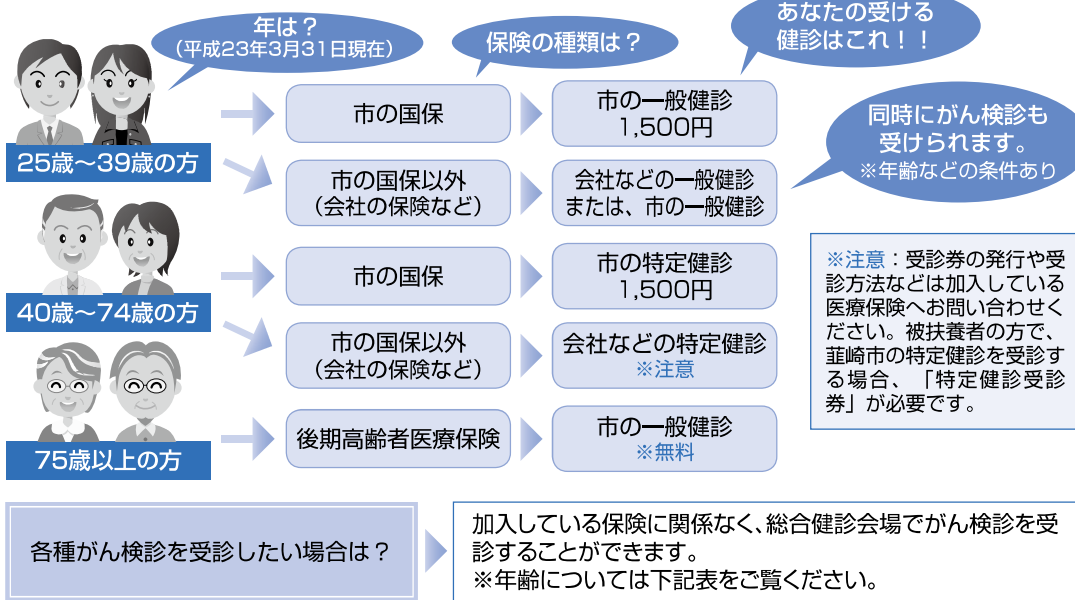 年は？
（平成23年3月31日現在）
保険の種類は？
あなたの受ける
健診はこれ！！
25歳～39歳の方
市の国保
市の一般健診
1,500円
市の国保以外
（会社の保険など）
会社などの一般健診
または、市の一般健診
同時にがん検診も
受けられます。
※年齢などの条件あり
40歳～74歳の方
市の国保
市の特定健診
1,500円
市の国保以外
（会社の保険など）
会社などの特定健診
※注意
※注意：受診券の発行や受
診方法などは加入している
医療保険へお問い合わせく
ださい。被扶養者の方で、
韮崎市の特定健診を受診す
る場合、「特定健診受診
券」が必要です。
75歳以上の方
後期高齢者医療保険
市の一般健診
※無料
各種がん検診を受診したい場合は？
加入している保険に関係なく、総合健診会場でがん検診を受
診することができます。
※年齢については下記表をご覧ください。